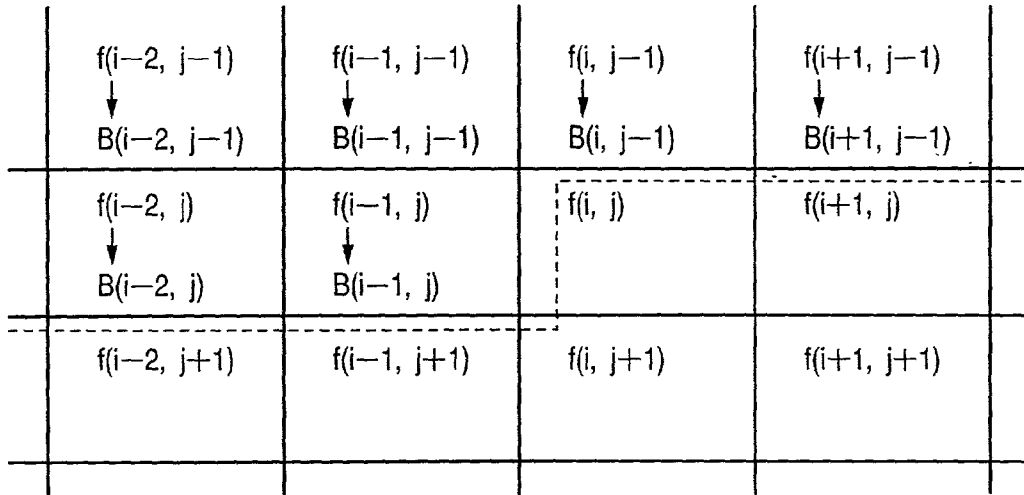 f(i−2, j−1) f(i−1, j−1) f(i, j−1) f(i+1, j−1)
B(i−2, j−1) B(i−1, j−1) B(i, j−1) B(i+1, j−1)
f(i−2, j) f(i−1, j) f(i, j) f(i+1, j)
B(i−2, j) B(i−1, j)
f(i−2, j+1) f(i−1, j+1) f(i, j+1) f(i+1, j+1)